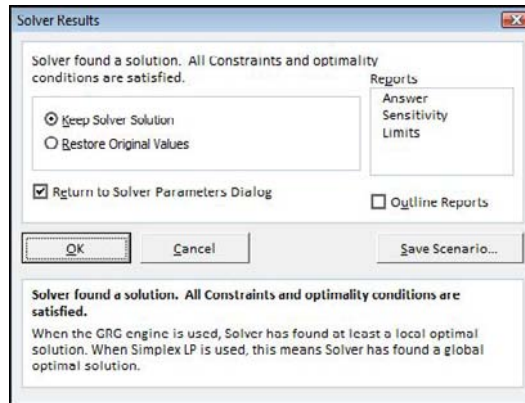 Solver Results
Solver found a solution. All Constraints and optimality
conditions are satisfied.
Reports
Answer
Sensitivity
Limits
Keep Solver Solution
Restore Original Values
Return to Solver Parameters Dialog
Outline Reports
OK
Cancel
Save Scenario...
Solver found a solution. All Constraints and optimality conditions are
satisfied.
When the GRG engine is used, Solver has found at least a local optimal
solution. When Simplex LP is used, this means Solver has found a global
optimal solution.